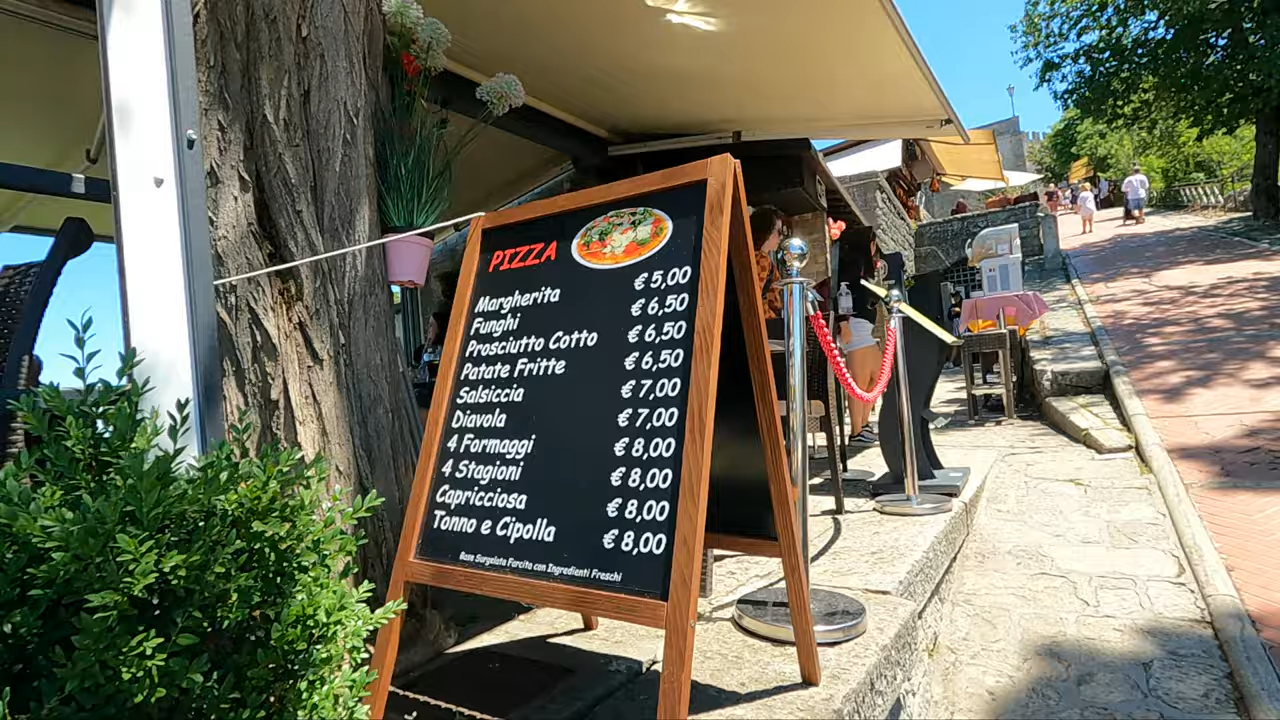 PIZZA
Margherita € 5,00
Funghi € 6,50
Prosciutto Cotto € 6,50
Patate Fritte € 6,50
Salsiccia € 7,00
Diavola € 7,00
4 Formaggi € 8,00
4 Stagioni € 8,00
Capricciosa € 8,00
Tonno e Cipolla € 8,00
Base Surgelata Farcita con Ingredienti Freschi